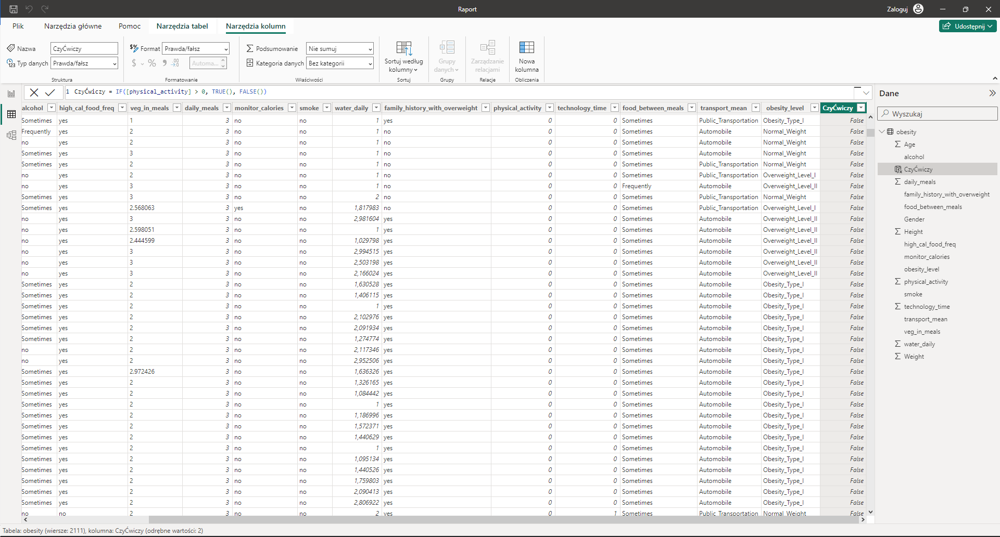 Raport
Zaloguj
Plik Narzędzia główne Pomoc Narzędzia tabel Narzędzia kolumn Udostępnij
Nazwa CzyĆwiczy Format Prawda/fałsz Podsumowanie Nie sumuj
Typ danych Prawda/fałsz $ % Automa... Kategoria danych Bez kategorii
Sortuj według kolumny Grupy danych Zarządzanie relacjami Nowa kolumna
Struktura Formatowanie Właściwości Sortuj Grupy Relacje Obliczenia
1 CzyĆwiczy = IF([physical_activity] > 0, TRUE(), FALSE())
alcohol high_cal_food_freq veg_in_meals daily_meals monitor_calories smoke water_daily family_history_with_overweight physical_activity technology_time food_between_meals transport_mean obesity_level CzyĆwiczy
Sometimes yes 1 3 no no 1 yes 0 0 Sometimes Public_Transportation Obesity_Type_I False
Frequently yes 2 3 no no 1 no 0 0 Sometimes Automobile Normal_Weight False
no yes 2 3 no no 1 no 0 0 Sometimes Automobile Normal_Weight False
Sometimes yes 3 3 no no 1 no 0 0 Sometimes Automobile Normal_Weight False
Sometimes yes 2 3 no no 1 no 0 0 Sometimes Public_Transportation Normal_Weight False
no yes 2 3 no no 1 no 0 0 Sometimes Public_Transportation Overweight_Level_I False
no yes 3 3 no no 1 no 0 0 Frequently Automobile Overweight_Level_II False
Sometimes yes 3 3 no no 2 no 0 0 Sometimes Public_Transportation Normal_Weight False
Sometimes yes 2.568063 3 yes no 1,817983 no 0 0 Sometimes Public_Transportation Overweight_Level_I False
no yes 3 3 no no 2,981604 yes 0 0 Sometimes Automobile Overweight_Level_II False
no yes 2.598051 3 no no 1 yes 0 0 Sometimes Automobile Overweight_Level_II False
no yes 2.444599 3 no no 1,029798 yes 0 0 Sometimes Automobile Overweight_Level_II False
no yes 3 3 no no 2,994515 yes 0 0 Sometimes Automobile Overweight_Level_II False
no yes 3 3 no no 2,503198 yes 0 0 Sometimes Automobile Overweight_Level_II False
no yes 3 3 no no 2,166024 yes 0 0 Sometimes Automobile Overweight_Level_II False
Sometimes yes 2 3 no no 1,630528 yes 0 0 Sometimes Automobile Obesity_Type_I False
Sometimes yes 2 3 no no 1,406115 yes 0 0 Sometimes Automobile Obesity_Type_I False
Sometimes yes 2 3 no no 1 yes 0 0 Sometimes Automobile Obesity_Type_I False
Sometimes yes 2 3 no no 2,102976 yes 0 0 Sometimes Automobile Obesity_Type_I False
Sometimes yes 2 3 no no 2,091934 yes 0 0 Sometimes Automobile Obesity_Type_I False
Sometimes yes 2 3 no no 1,274774 yes 0 0 Sometimes Automobile Obesity_Type_I False
no yes 2 3 no no 2,117346 yes 0 0 Sometimes Automobile Obesity_Type_I False
no yes 2 3 no no 2,952506 yes 0 0 Sometimes Automobile Obesity_Type_I False
Sometimes yes 2.972426 3 no no 1,636326 yes 0 0 Sometimes Automobile Obesity_Type_I False
Sometimes yes 2 3 no no 1,326165 yes 0 0 Sometimes Automobile Obesity_Type_I False
Sometimes yes 2 3 no no 1,084442 yes 0 0 Sometimes Automobile Obesity_Type_I False
Sometimes yes 2 3 no no 1 yes 0 0 Sometimes Automobile Obesity_Type_I False
Sometimes yes 2 3 no no 1,186996 yes 0 0 Sometimes Automobile Obesity_Type_I False
Sometimes yes 2 3 no no 1,572371 yes 0 0 Sometimes Automobile Obesity_Type_I False
Sometimes yes 2 3 no no 1,440629 yes 0 0 Sometimes Automobile Obesity_Type_I False
Sometimes yes 2 3 no no 1 yes 0 0 Sometimes Automobile Obesity_Type_I False
Sometimes yes 2 3 no no 1,095134 yes 0 0 Sometimes Automobile Obesity_Type_I False
Sometimes yes 2 3 no no 1,440526 yes 0 0 Sometimes Automobile Obesity_Type_I False
Sometimes yes 2 3 no no 1,759803 yes 0 0 Sometimes Automobile Obesity_Type_I False
Sometimes yes 2 3 no no 2,090413 yes 0 0 Sometimes Automobile Obesity_Type_I False
Sometimes yes 2 3 no no 2,806922 yes 0 0 Sometimes Automobile Obesity_Type_I False
no no 2 3 no no 2 yes 0 1 Sometimes Public_Transportation Normal_Weight False
Dane
Wyszukaj
obesity
Age
alcohol
CzyĆwiczy
daily_meals
family_history_with_overweight
food_between_meals
Gender
Height
high_cal_food_freq
monitor_calories
obesity_level
physical_activity
smoke
technology_time
transport_mean
veg_in_meals
water_daily
Weight
Tabela: obesity (wiersze: 2111), kolumna: CzyĆwiczy (odrębne wartości: 2)